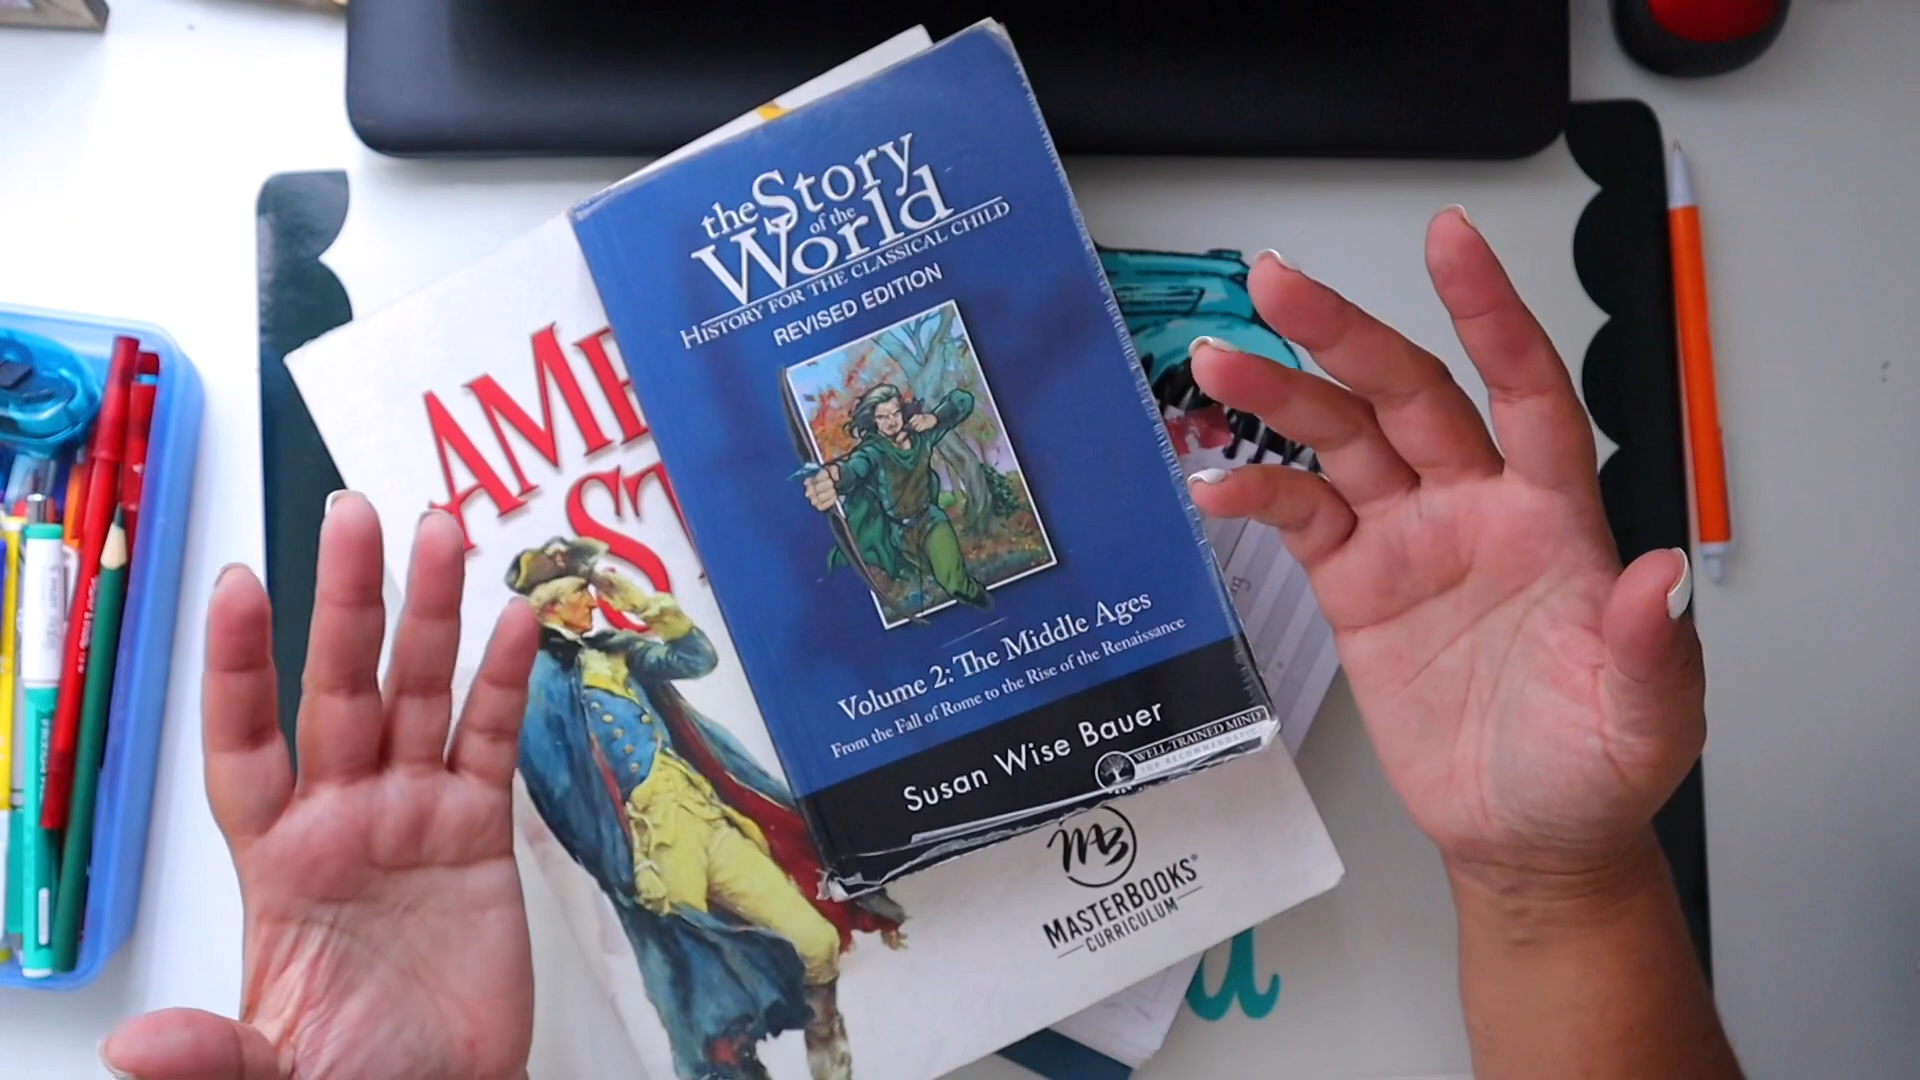 the Story
of the
World
HISTORY FOR THE CLASSICAL CHILD
REVISED EDITION
Volume 2: The Middle Ages
From the Fall of Rome to the Rise of the Renaissance
Susan Wise Bauer
WELL-TRAINED MIND
AME
ST
MB
MASTERBOOKS®
CURRICULUM